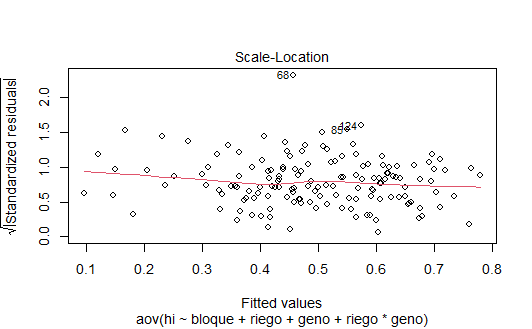 Scale-Location
√|Standardized residuals|
2.0
1.5
1.0
0.5
0.0
68
89
124
0.1 0.2 0.3 0.4 0.5 0.6 0.7 0.8
Fitted values
aov(hi ~ bloque + riego + geno + riego * geno)